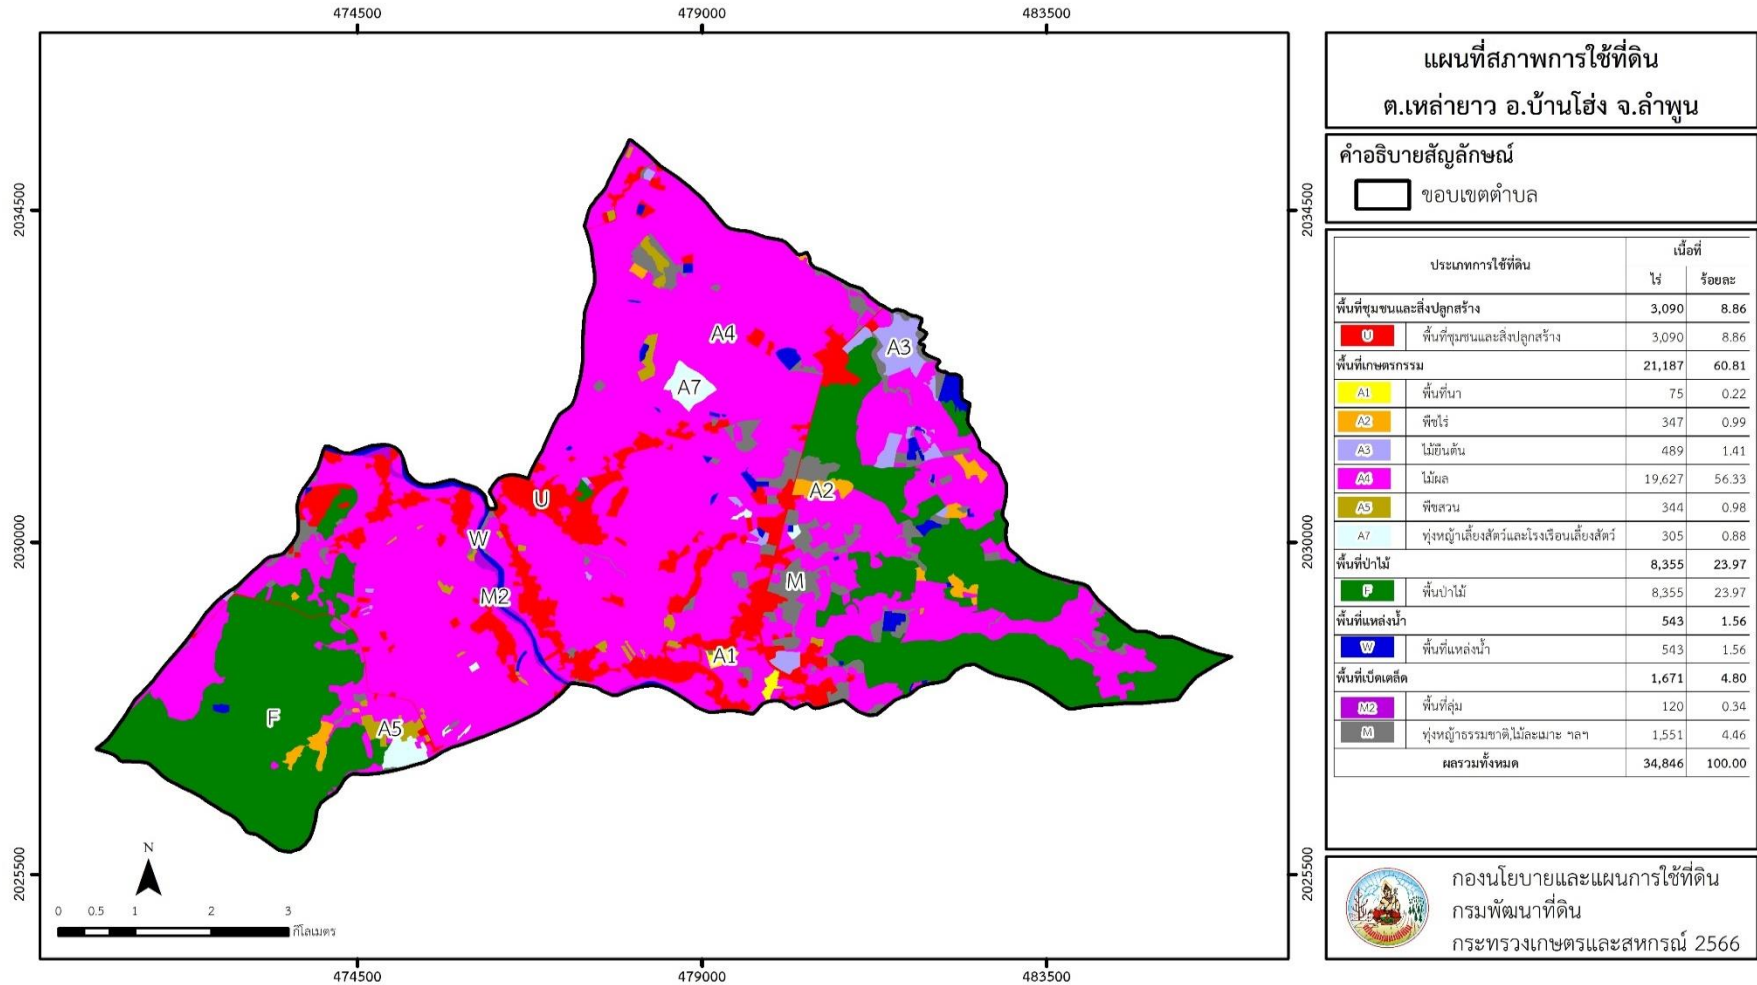 474500 479000 483500
2034500
2030000
2025500
2034500
2030000
2025500
A4
A3
A7
A2
U
W
M
M2
A1
F
A5
N
0 0.5 1 2 3
กิโลเมตร
474500 479000 483500
แผนที่สภาพการใช้ที่ดิน
ต.เหล่ายาว อ.บ้านโฮ่ง จ.ลำพูน
คำอธิบายสัญลักษณ์
ขอบเขตตำบล
ประเภทการใช้ที่ดิน เนื้อที่
ไร่ ร้อยละ
พื้นที่ชุมชนและสิ่งปลูกสร้าง 3,090 8.86
U พื้นที่ชุมชนและสิ่งปลูกสร้าง 3,090 8.86
พื้นที่เกษตรกรรม 21,187 60.81
A1 พื้นที่นา 75 0.22
A2 พืชไร่ 347 0.99
A3 ไม้ยืนต้น 489 1.41
A4 ไม้ผล 19,627 56.33
A5 พืชสวน 344 0.98
A7 ทุ่งหญ้าเลี้ยงสัตว์และโรงเรือนเลี้ยงสัตว์ 305 0.88
พื้นที่ป่าไม้ 8,355 23.97
F พื้นป่าไม้ 8,355 23.97
พื้นที่แหล่งน้ำ 543 1.56
W พื้นที่แหล่งน้ำ 543 1.56
พื้นที่เบ็ดเตล็ด 1,671 4.80
M2 พื้นที่ลุ่ม 120 0.34
M ทุ่งหญ้าธรรมชาติ,ไม้ละเมาะ ฯลฯ 1,551 4.46
ผลรวมทั้งหมด 34,846 100.00
กองนโยบายและแผนการใช้ที่ดิน
กรมพัฒนาที่ดิน
กระทรวงเกษตรและสหกรณ์ 2566